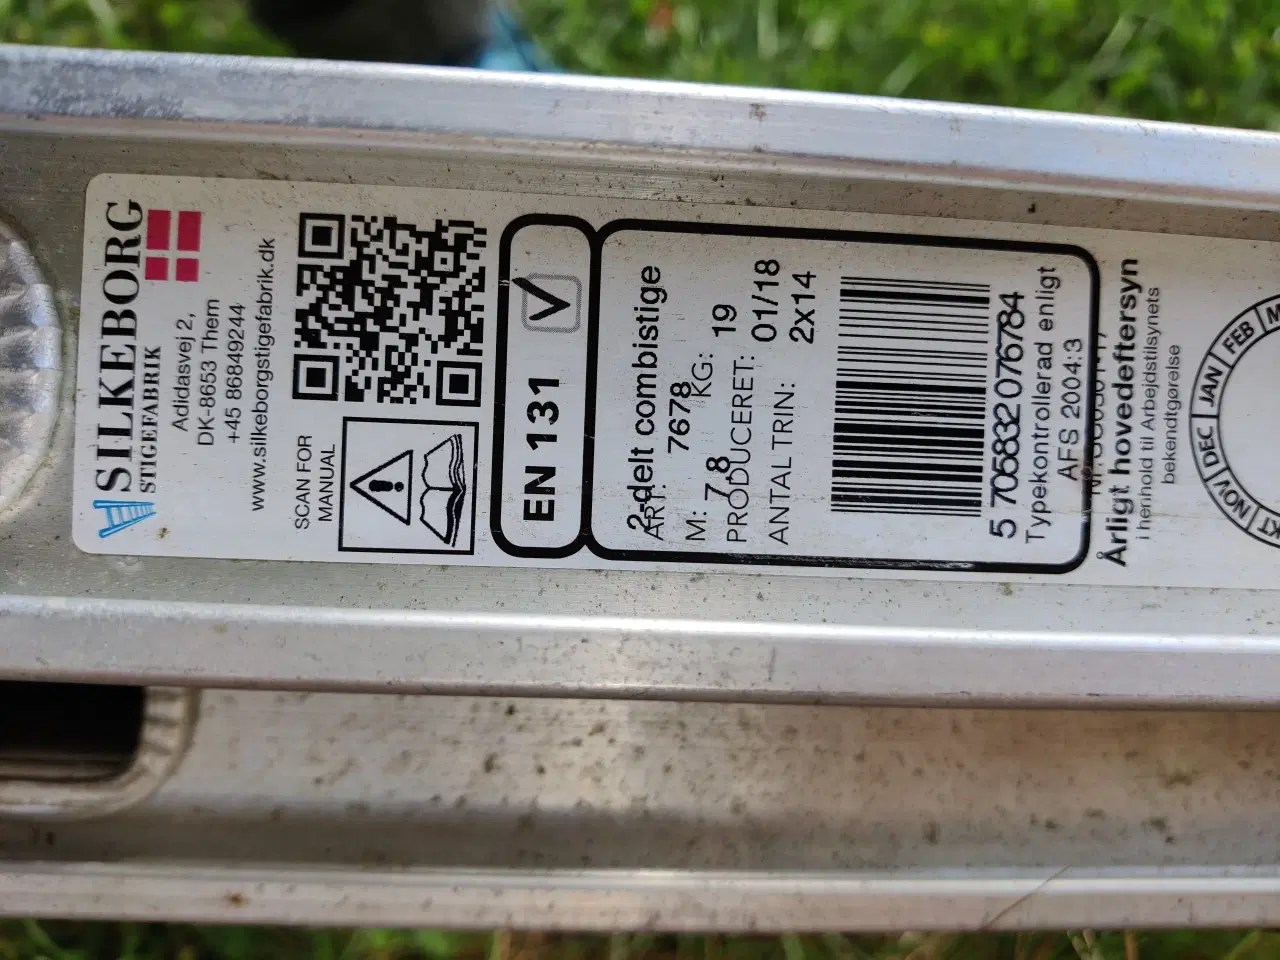 SILKEBORG
STIGEFABRIK
Adidasvej 2,
DK-8653 Them
+45 86849244
www.silkeborgstigefabrik.dk
SCAN FOR
MANUAL
EN 131
2-delt combistige
ART: 7678
M: 7,8 KG: 19
PRODUCERET: 01/18
ANTAL TRIN: 2x14
5 705832 076784
Typekontrollerad enligt
AFS 2004:3
Årligt hovedeftersyn
i henhold til Arbejdstilsynets
bekendtgørelse
NOV DEC JAN FEB